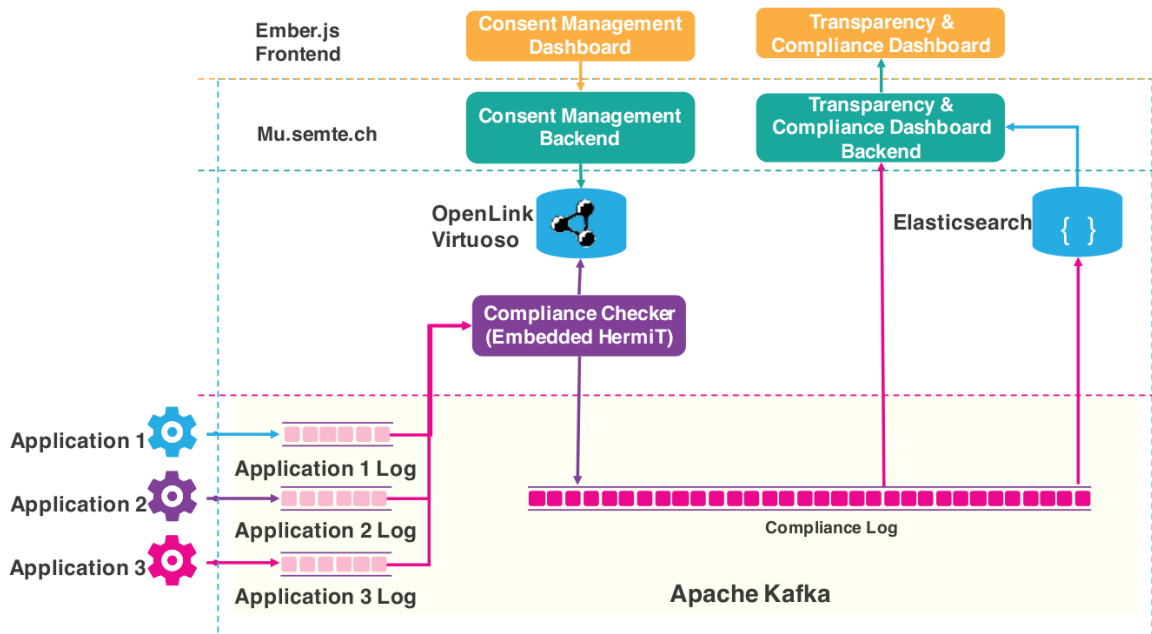 Ember.js
Frontend
Consent Management
Dashboard
Transparency &
Compliance Dashboard
Mu.semte.ch
Consent Management
Backend
Transparency &
Compliance Dashboard
Backend
OpenLink
Virtuoso
Elasticsearch
{ }
Compliance Checker
(Embedded HermiT)
Application 1
Application 1 Log
Application 2
Application 2 Log
Application 3
Application 3 Log
Compliance Log
Apache Kafka